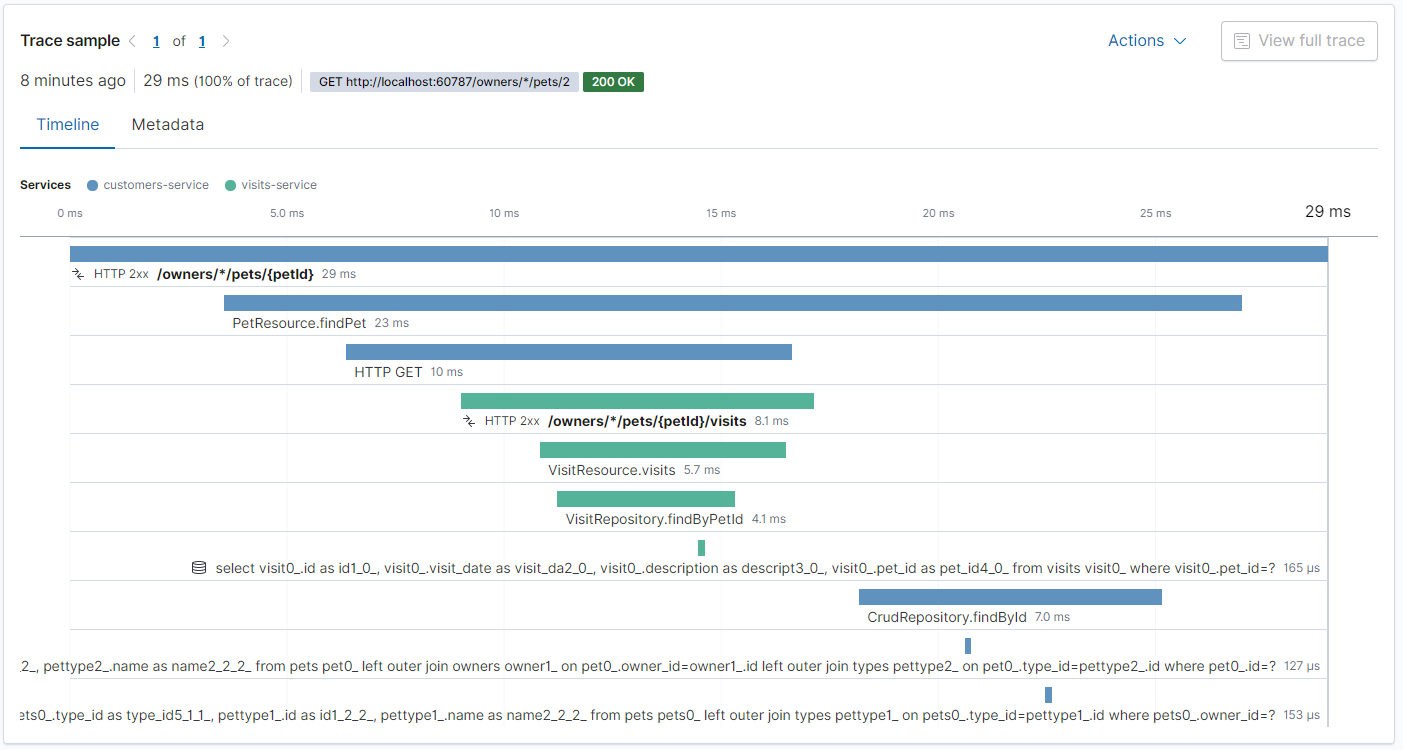 Trace sample 1 of 1 Actions View full trace
8 minutes ago 29 ms (100% of trace) GET http://localhost:60787/owners/*/pets/2 200 OK
Timeline Metadata
Services customers-service visits-service
0 ms 5.0 ms 10 ms 15 ms 20 ms 25 ms 29 ms
HTTP 2xx /owners/*/pets/{petId} 29 ms
PetResource.findPet 23 ms
HTTP GET 10 ms
HTTP 2xx /owners/*/pets/{petId}/visits 8.1 ms
VisitResource.visits 5.7 ms
VisitRepository.findByPetId 4.1 ms
select visit0_.id as id1_0_, visit0_.visit_date as visit_da2_0_, visit0_.description as descript3_0_, visit0_.pet_id as pet_id4_0_ from visits visit0_ where visit0_.pet_id=? 165 μs
CrudRepository.findById 7.0 ms
2_, pettype2_.name as name2_2_2_ from pets pet0_ left outer join owners owner1_ on pet0_.owner_id=owner1_.id left outer join types pettype2_ on pet0_.type_id=pettype2_.id where pet0_.id=? 127 μs
ets0_.type_id as type_id5_1_1_, pettype1_.id as id1_2_2_, pettype1_.name as name2_2_2_ from pets pets0_ left outer join types pettype1_ on pets0_.type_id=pettype1_.id where pets0_.owner_id=? 153 μs